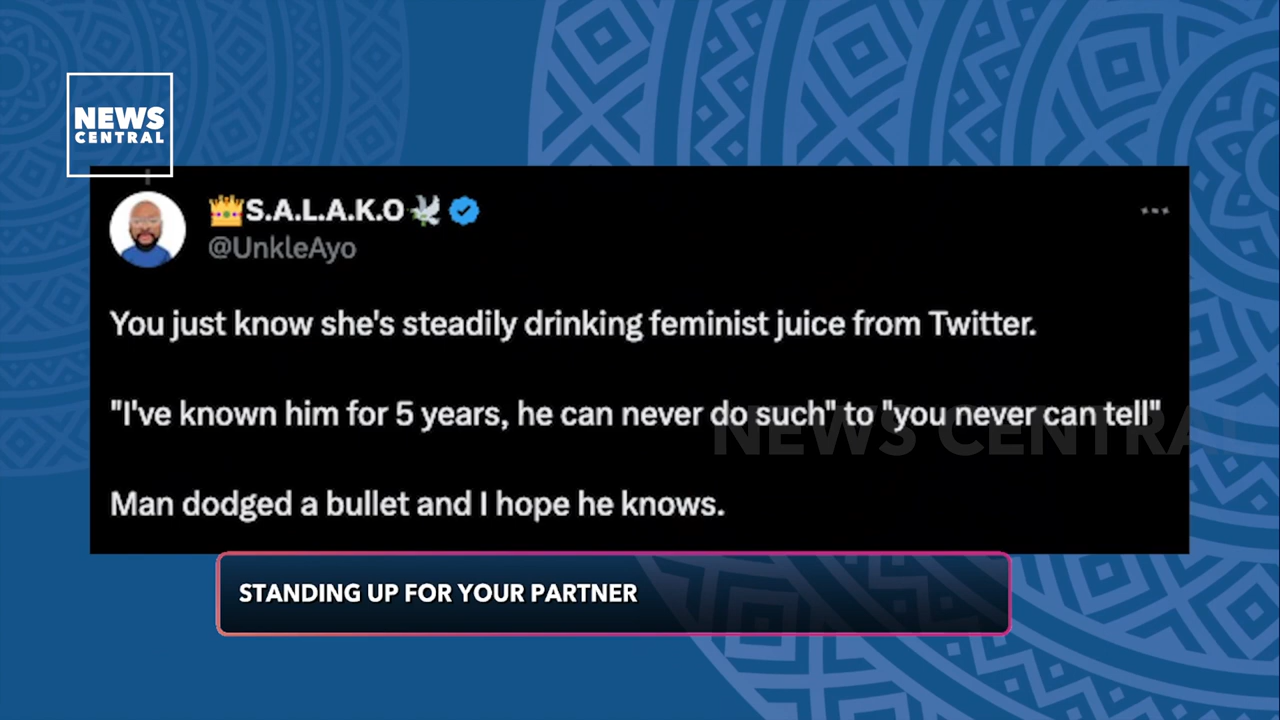 NEWS
CENTRAL
👑S.A.L.A.K.O🕊️
@UnkleAyo
You just know she's steadily drinking feminist juice from Twitter.
"I've known him for 5 years, he can never do such" to "you never can tell"
NEWS CENTRAL
Man dodged a bullet and I hope he knows.
STANDING UP FOR YOUR PARTNER